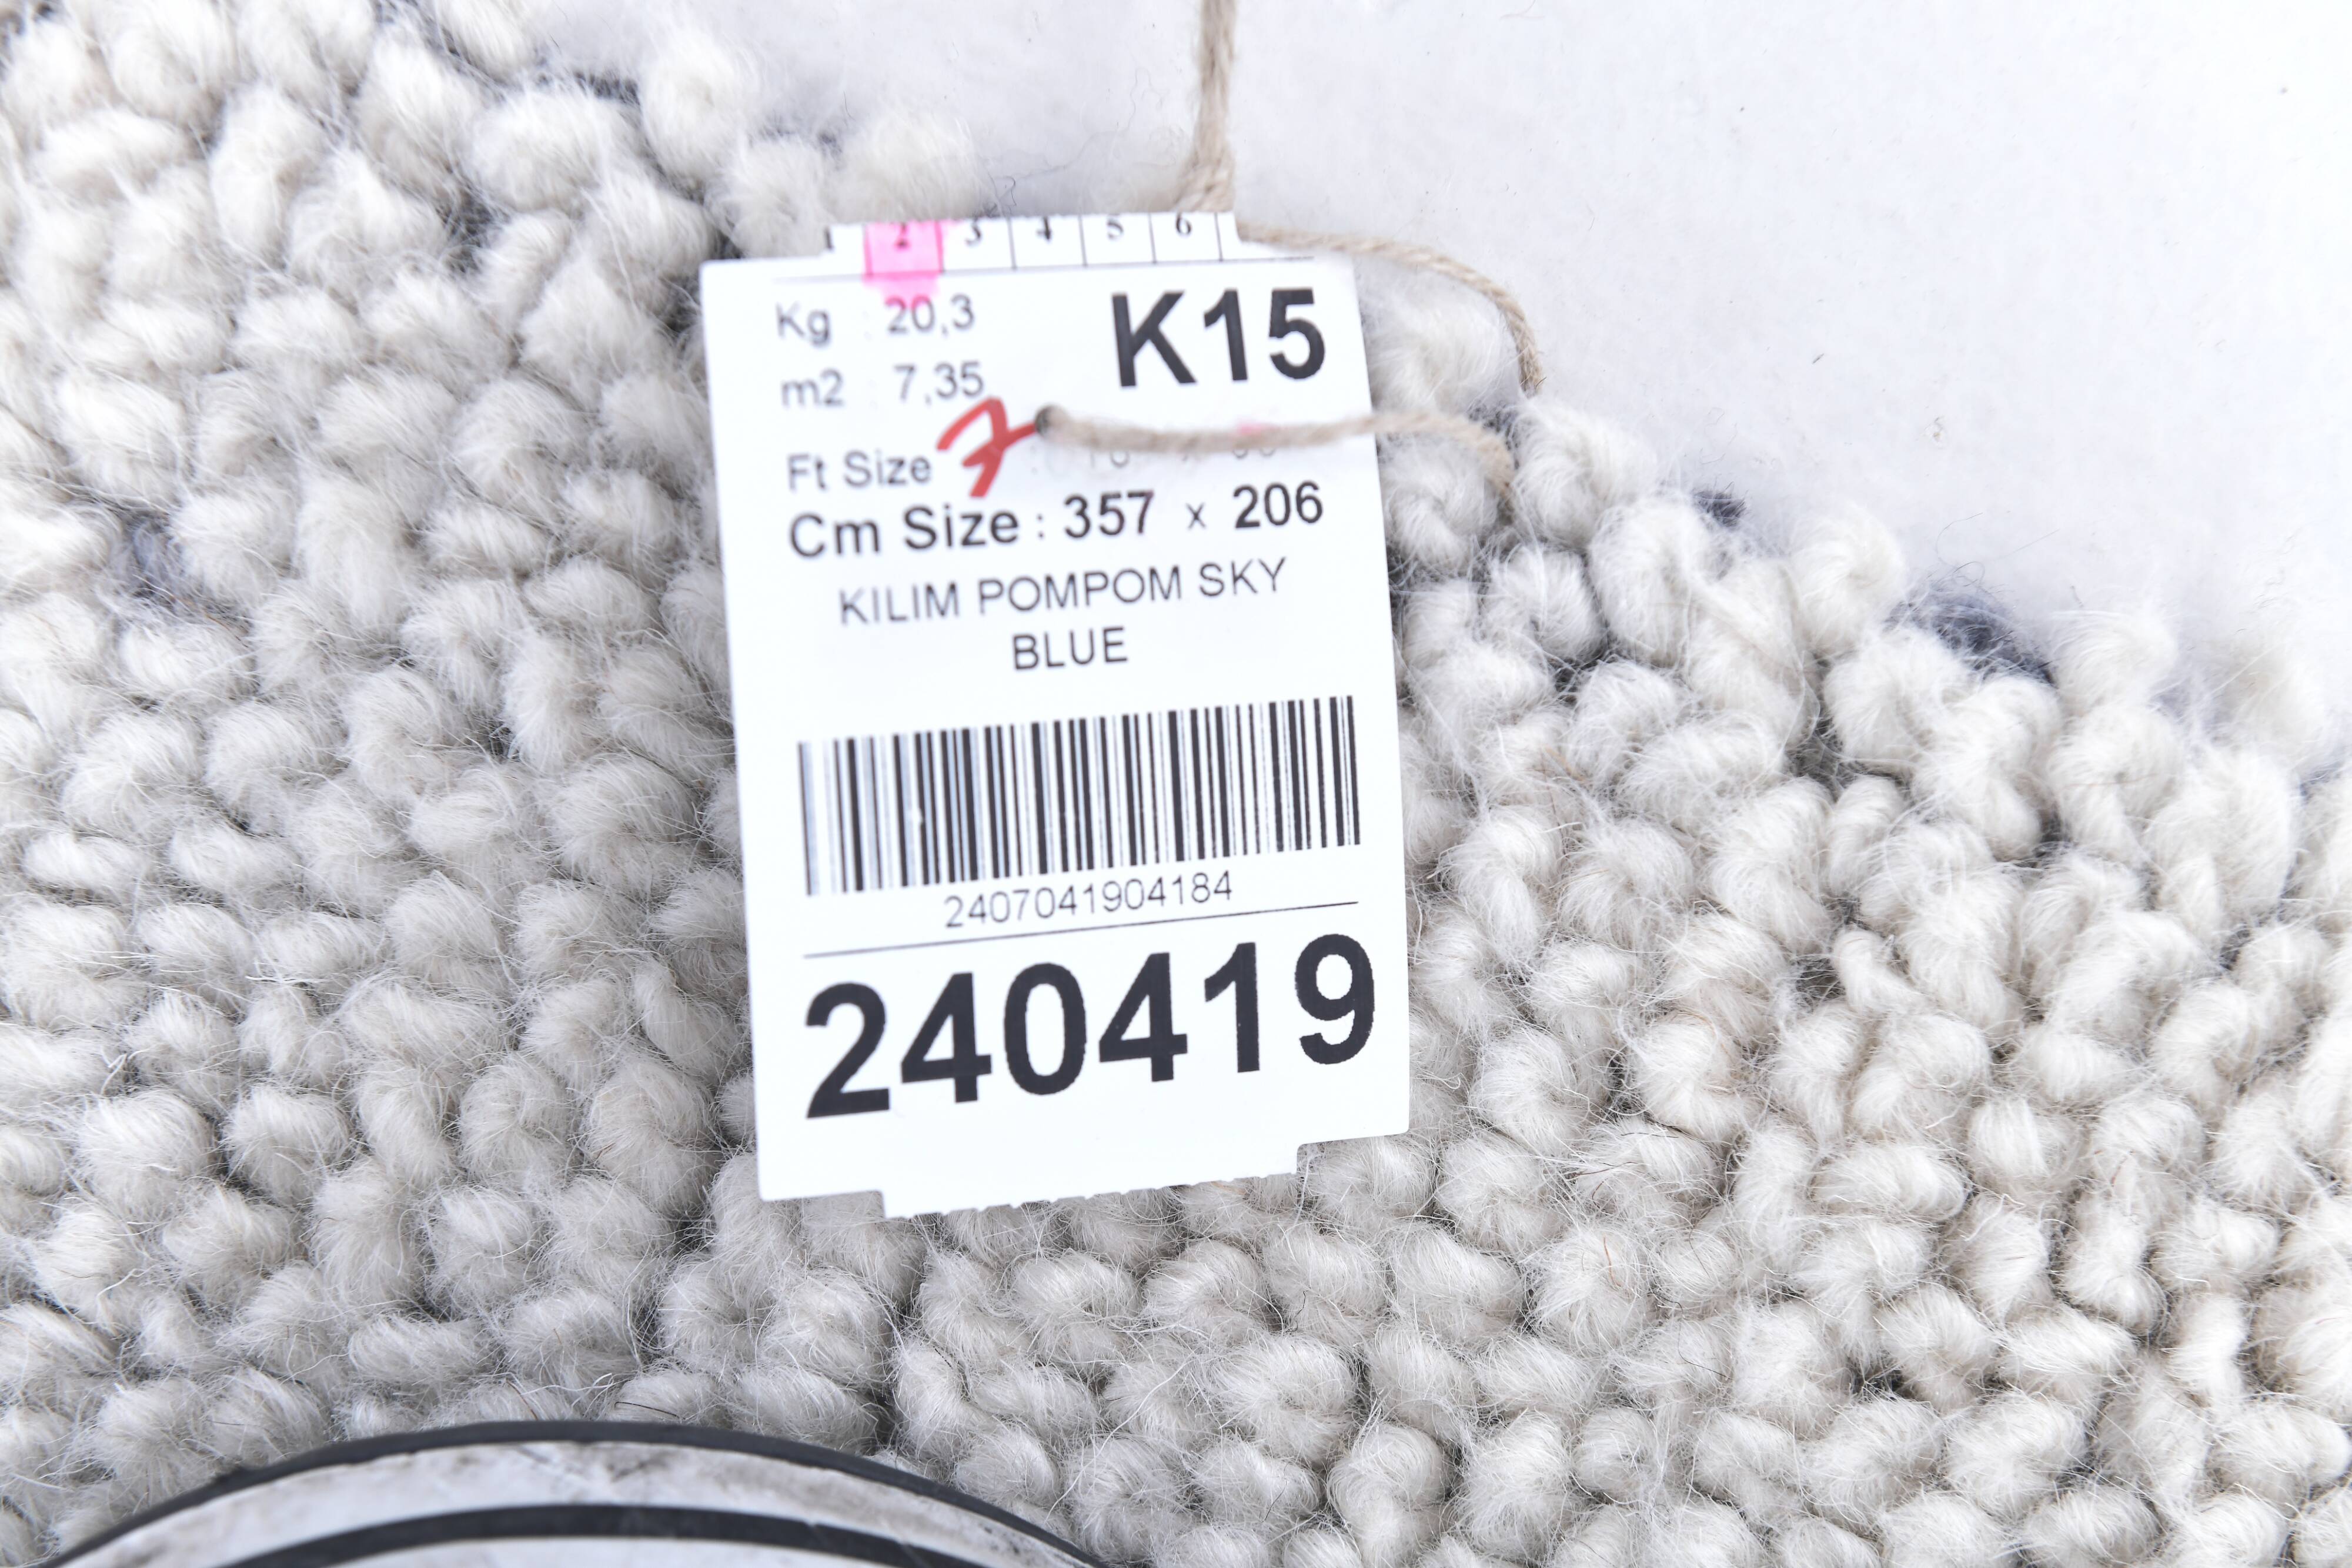 1 2 3 4 5 6
Kg : 20,3
K15
m2 : 7,35
7
Ft Size :
Cm Size : 357 x 206
KILIM POMPOM SKY
BLUE
2407041904184
240419